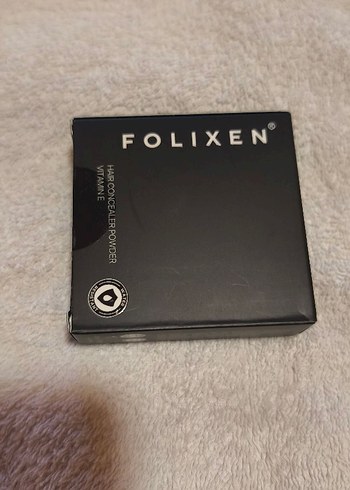 FOLIXEN®
HAIR CONCEALER POWDER
VITAMIN E